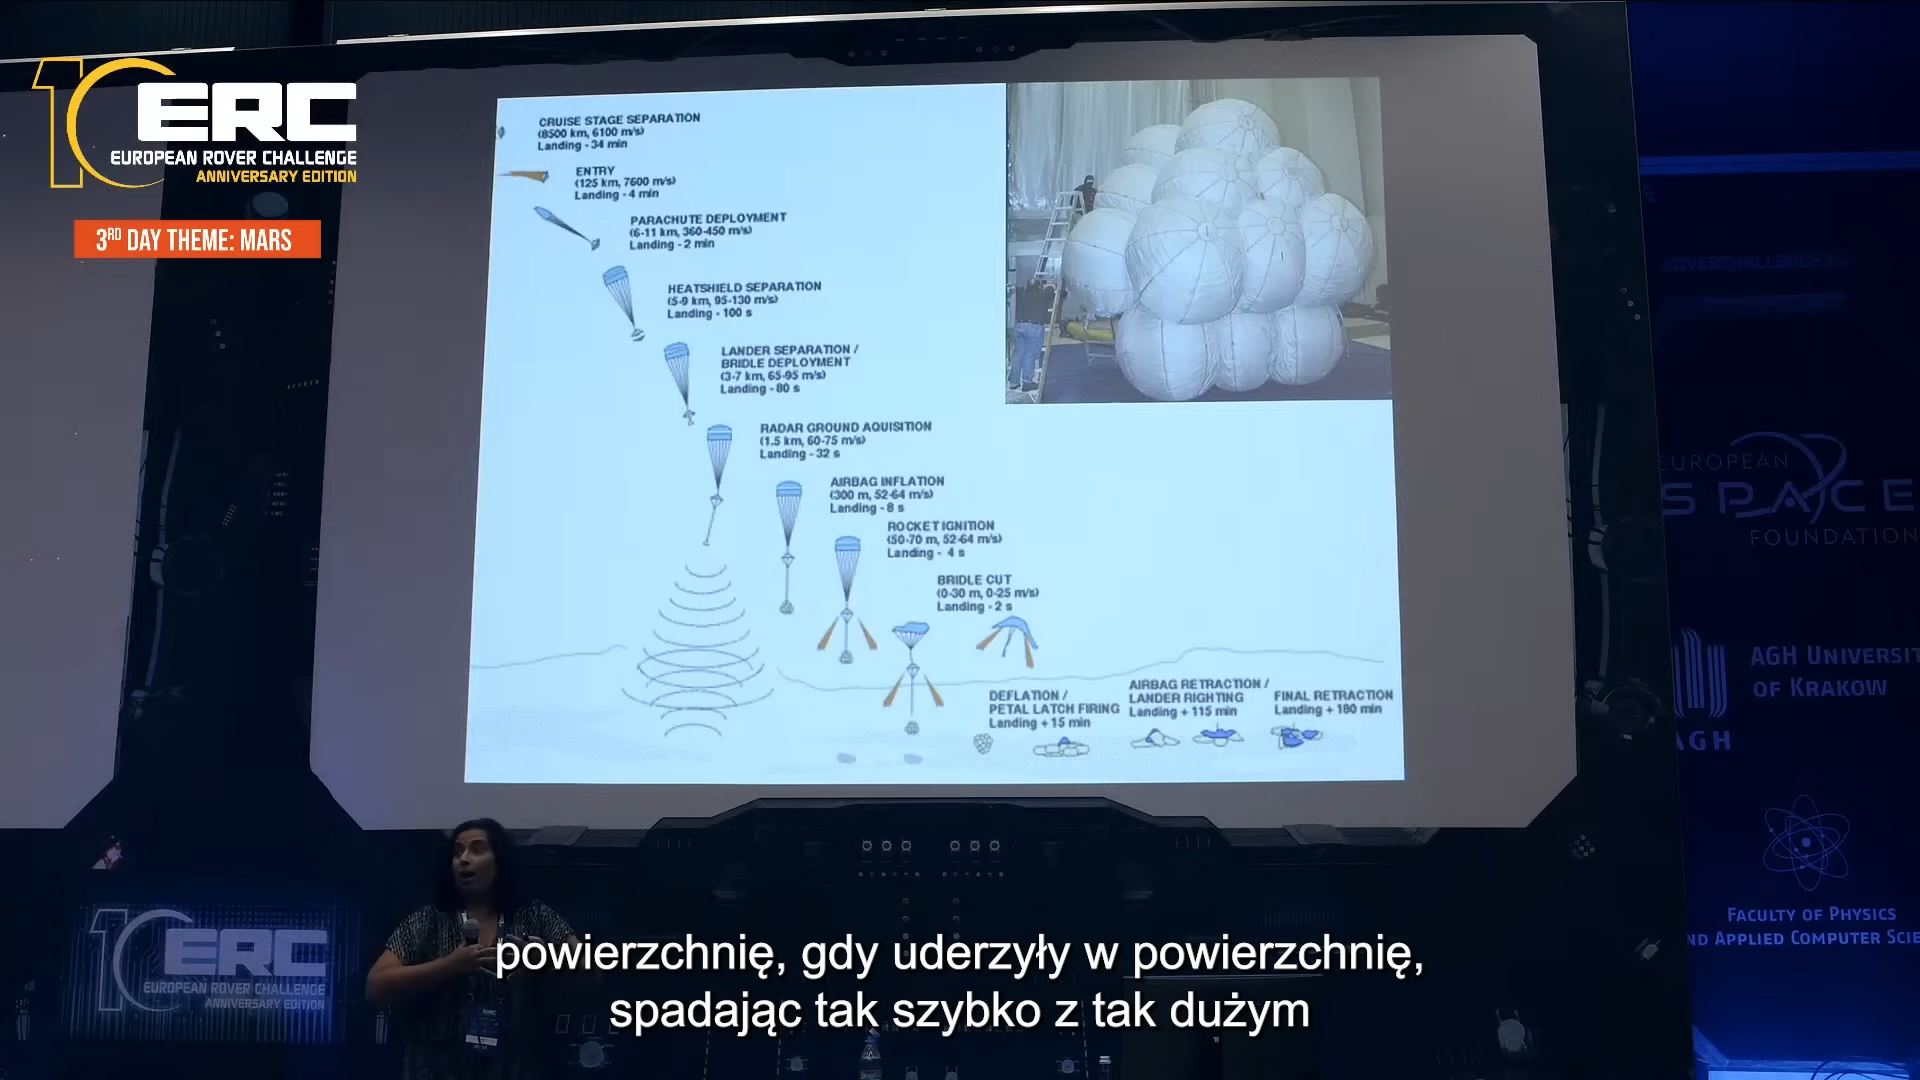 10 ERC
EUROPEAN ROVER CHALLENGE
ANNIVERSARY EDITION
3RD DAY THEME: MARS
CRUISE STAGE SEPARATION
(8500 km, 6100 m/s)
Landing - 34 min
ENTRY
(125 km, 7600 m/s)
Landing - 4 min
PARACHUTE DEPLOYMENT
(6-11 km, 360-450 m/s)
Landing - 2 min
HEATSHIELD SEPARATION
(5-9 km, 95-130 m/s)
Landing - 100 s
LANDER SEPARATION /
BRIDLE DEPLOYMENT
(3-7 km, 65-95 m/s)
Landing - 80 s
RADAR GROUND AQUISITION
(1.5 km, 60-75 m/s)
Landing - 32 s
AIRBAG INFLATION
(300 m, 52-64 m/s)
Landing - 8 s
ROCKET IGNITION
(50-70 m, 52-64 m/s)
Landing - 4 s
BRIDLE CUT
(0-30 m, 0-25 m/s)
Landing - 2 s
DEFLATION /
PETAL LATCH FIRING
Landing + 15 min
AIRBAG RETRACTION /
LANDER RIGHTING
Landing + 115 min
FINAL RETRACTION
Landing + 180 min
EUROPEAN
SPACE
FOUNDATION
AGH UNIVERSIT
OF KRAKOW
AGH
FACULTY OF PHYSICS
ND APPLIED COMPUTER SCIE
10 ERC
EUROPEAN ROVER CHALLENGE
ANNIVERSARY EDITION
powierzchnię, gdy uderzyły w powierzchnię,
spadając tak szybko z tak dużym